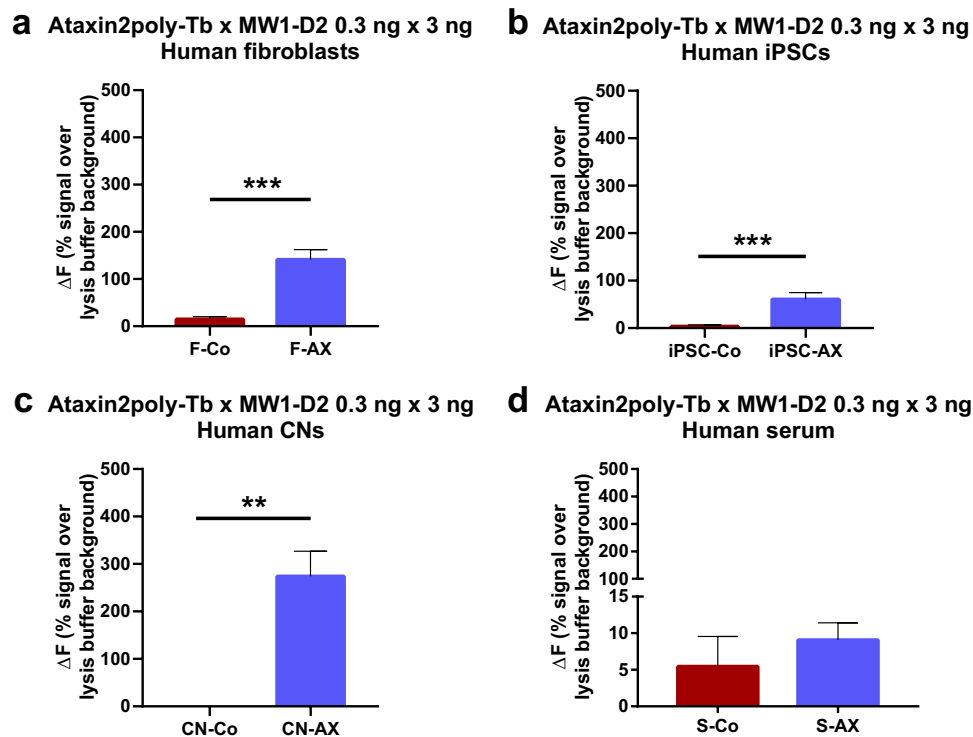 a Ataxin2poly-Tb x MW1-D2 0.3 ng x 3 ng
Human fibroblasts
ΔF (% signal over
lysis buffer background)
500
400
300
200
100
0
***
F-Co F-AX
b Ataxin2poly-Tb x MW1-D2 0.3 ng x 3 ng
Human iPSCs
ΔF (% signal over
lysis buffer background)
500
400
300
200
100
0
***
iPSC-Co iPSC-AX
c Ataxin2poly-Tb x MW1-D2 0.3 ng x 3 ng
Human CNs
ΔF (% signal over
lysis buffer background)
500
400
300
200
100
0
**
CN-Co CN-AX
d Ataxin2poly-Tb x MW1-D2 0.3 ng x 3 ng
Human serum
ΔF (% signal over
lysis buffer background)
500
400
300
200
100
15
10
5
0
S-Co S-AX